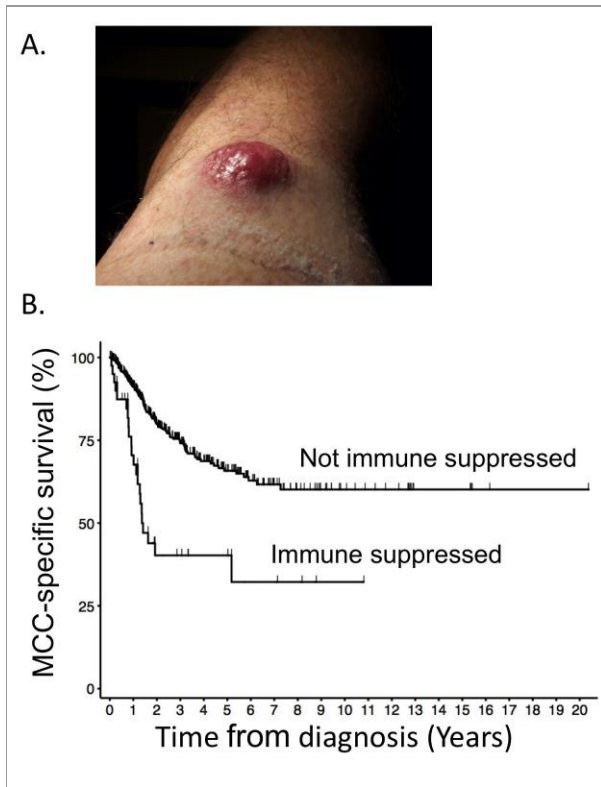 A.
B.
MCC-specific survival (%)
100
75
50
25
0
Not immune suppressed
Immune suppressed
0 1 2 3 4 5 6 7 8 9 10 11 12 13 14 15 16 17 18 19 20
Time from diagnosis (Years)